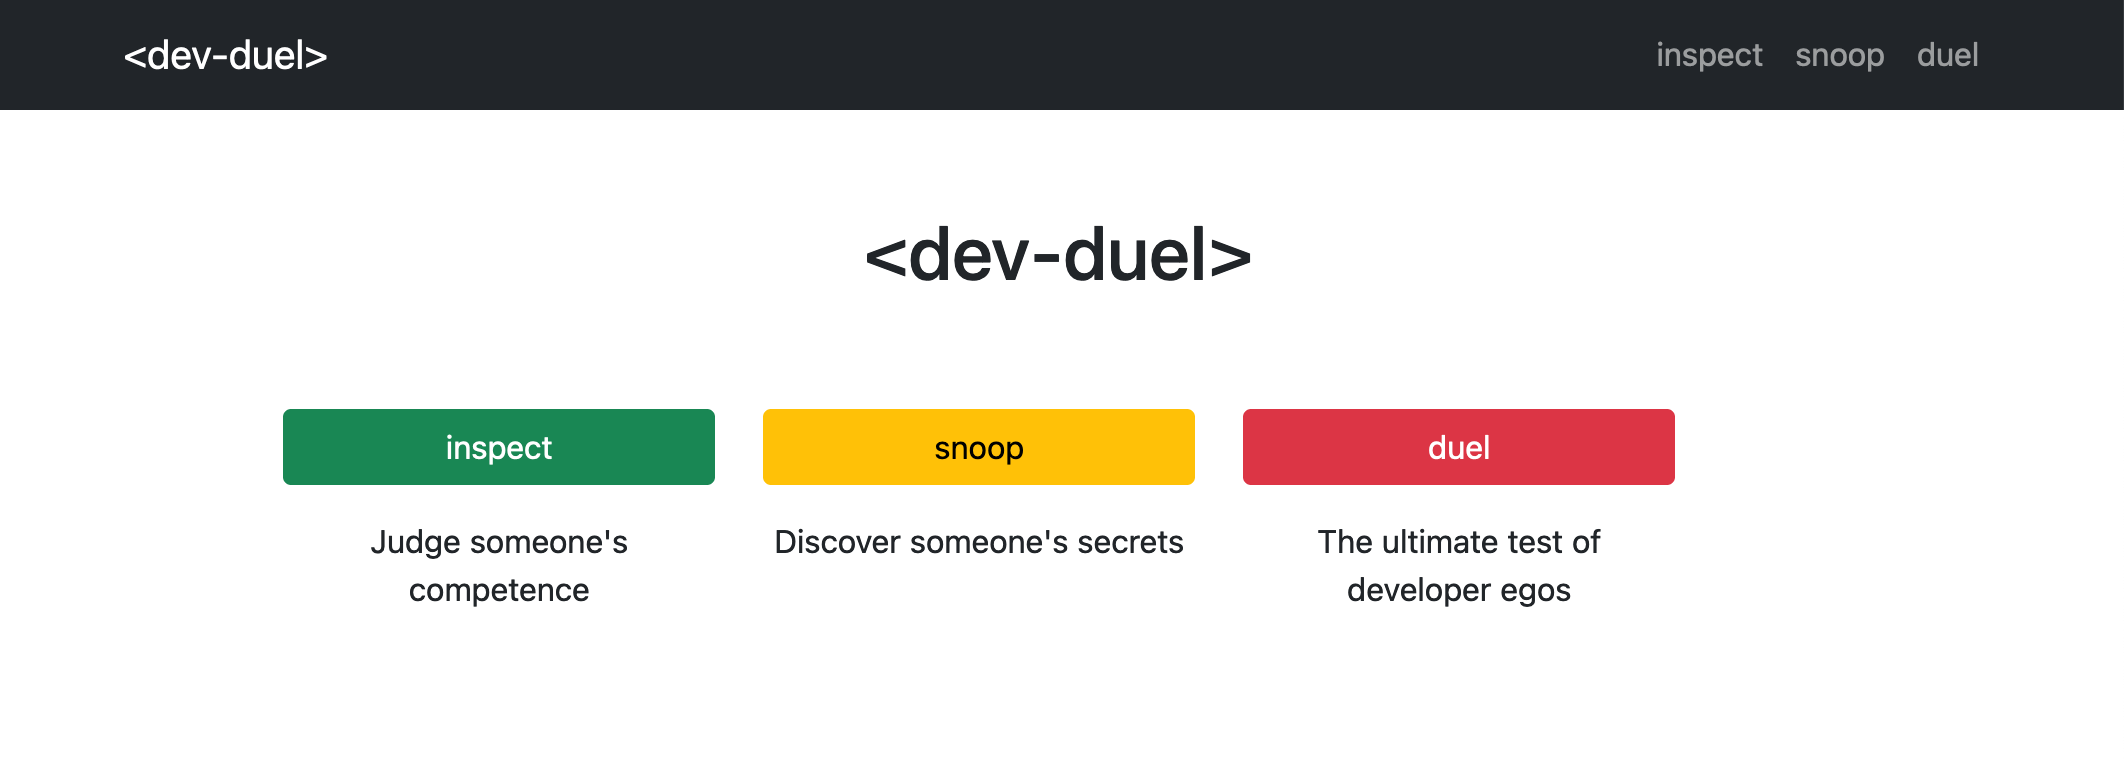 <dev-duel>
inspect snoop duel
<dev-duel>
inspect
Judge someone's
competence
snoop
Discover someone's secrets
duel
The ultimate test of
developer egos